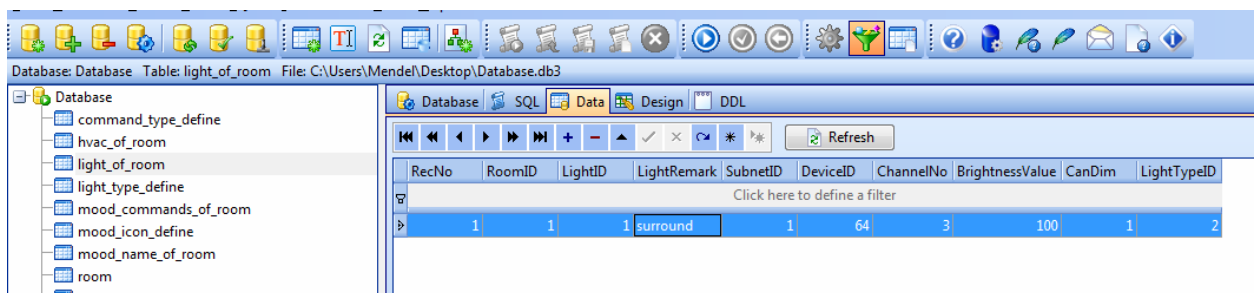 Database: Database Table: light_of_room File: C:\Users\Mendel\Desktop\Database.db3
Database
command_type_define
hvac_of_room
light_of_room
light_type_define
mood_commands_of_room
mood_icon_define
mood_name_of_room
room
Database SQL Data Design DDL
Refresh
RecNo RoomID LightID LightRemark SubnetID DeviceID ChannelNo BrightnessValue CanDim LightTypeID
Click here to define a filter
1 1 1 surround 1 64 3 100 1 2